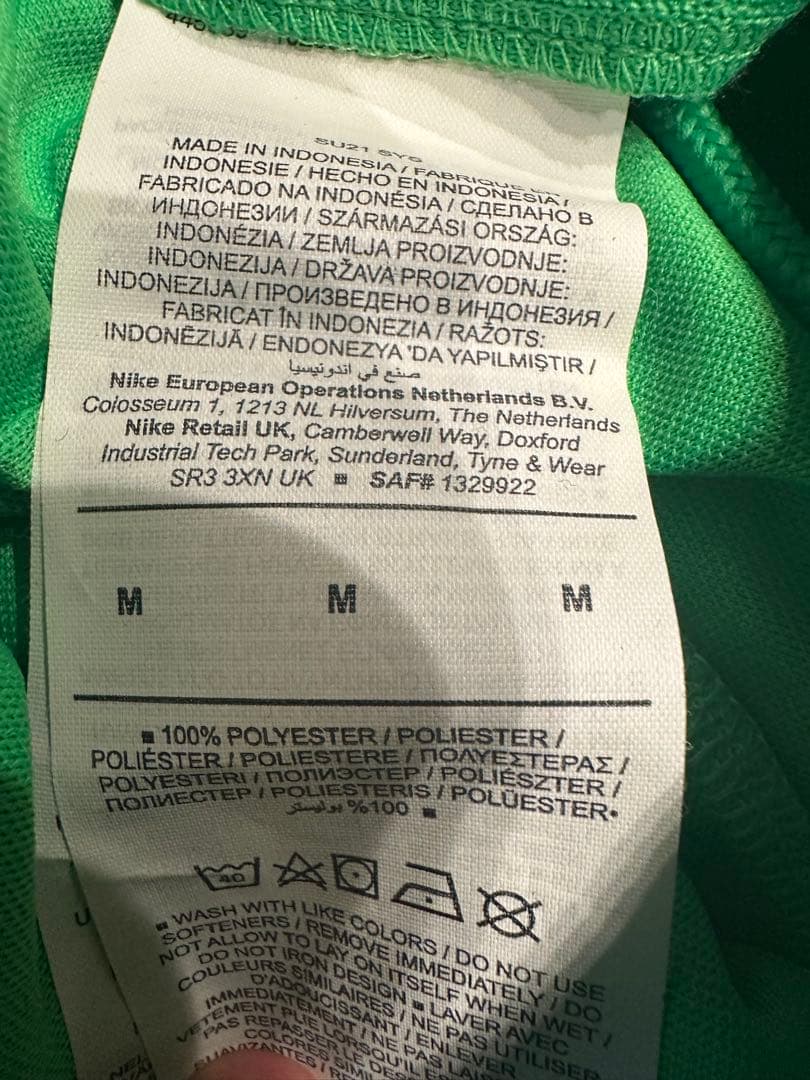 SU21 SYS
MADE IN INDONESIA / FABRIQUE EN
INDONESIE / HECHO EN INDONESIA /
FABRICADO NA INDONÉSIA / СДЕЛАНО В
ИНДОНЕЗИИ / SZÁRMAZÁSI ORSZÁG:
INDONÉZIA / ZEMLJA PROIZVODNJE:
INDONEZIJA / DRŽAVA PROIZVODNJE:
INDONEZIJA / ПРОИЗВЕДЕНО В ИНДОНЕЗИЯ /
FABRICAT ÎN INDONEZIA / RAŽOTS:
INDONĒZIJĀ / ENDONEZYA 'DA YAPILMIŞTIR /
صنع في اندونيسيا
Nike European Operations Netherlands B.V.
Colosseum 1, 1213 NL Hilversum, The Netherlands
Nike Retail UK, Camberwell Way, Doxford
Industrial Tech Park, Sunderland, Tyne & Wear
SR3 3XN UK SAF# 1329922
M M M
100% POLYESTER / POLIESTER /
POLIÉSTER / POLIESTERE / ΠΟΛΥΕΣΤΕΡΑΣ /
POLYESTERI / ПОЛИЭСТЕР / POLIÉSZTER /
ПОЛИЕСТЕР / POLIESTERIS / POLÜESTER•
100% بوليستر
40
WASH WITH LIKE COLORS / DO NOT USE
SOFTENERS / REMOVE IMMEDIATELY / DO
NOT ALLOW TO LAY ON ITSELF WHEN WET /
DO NOT IRON DESIGN LAVER AVEC
COULEURS SIMILAIRES / NE PAS UTILISER
D'ADOUCISSANT / ENLEVER
IMMEDIATEMENT / NE PAS LAISSER
VETEMENT PLIE LORSQU'IL
PAS REPASSER LE
COLORES
SUAVIZANTES /